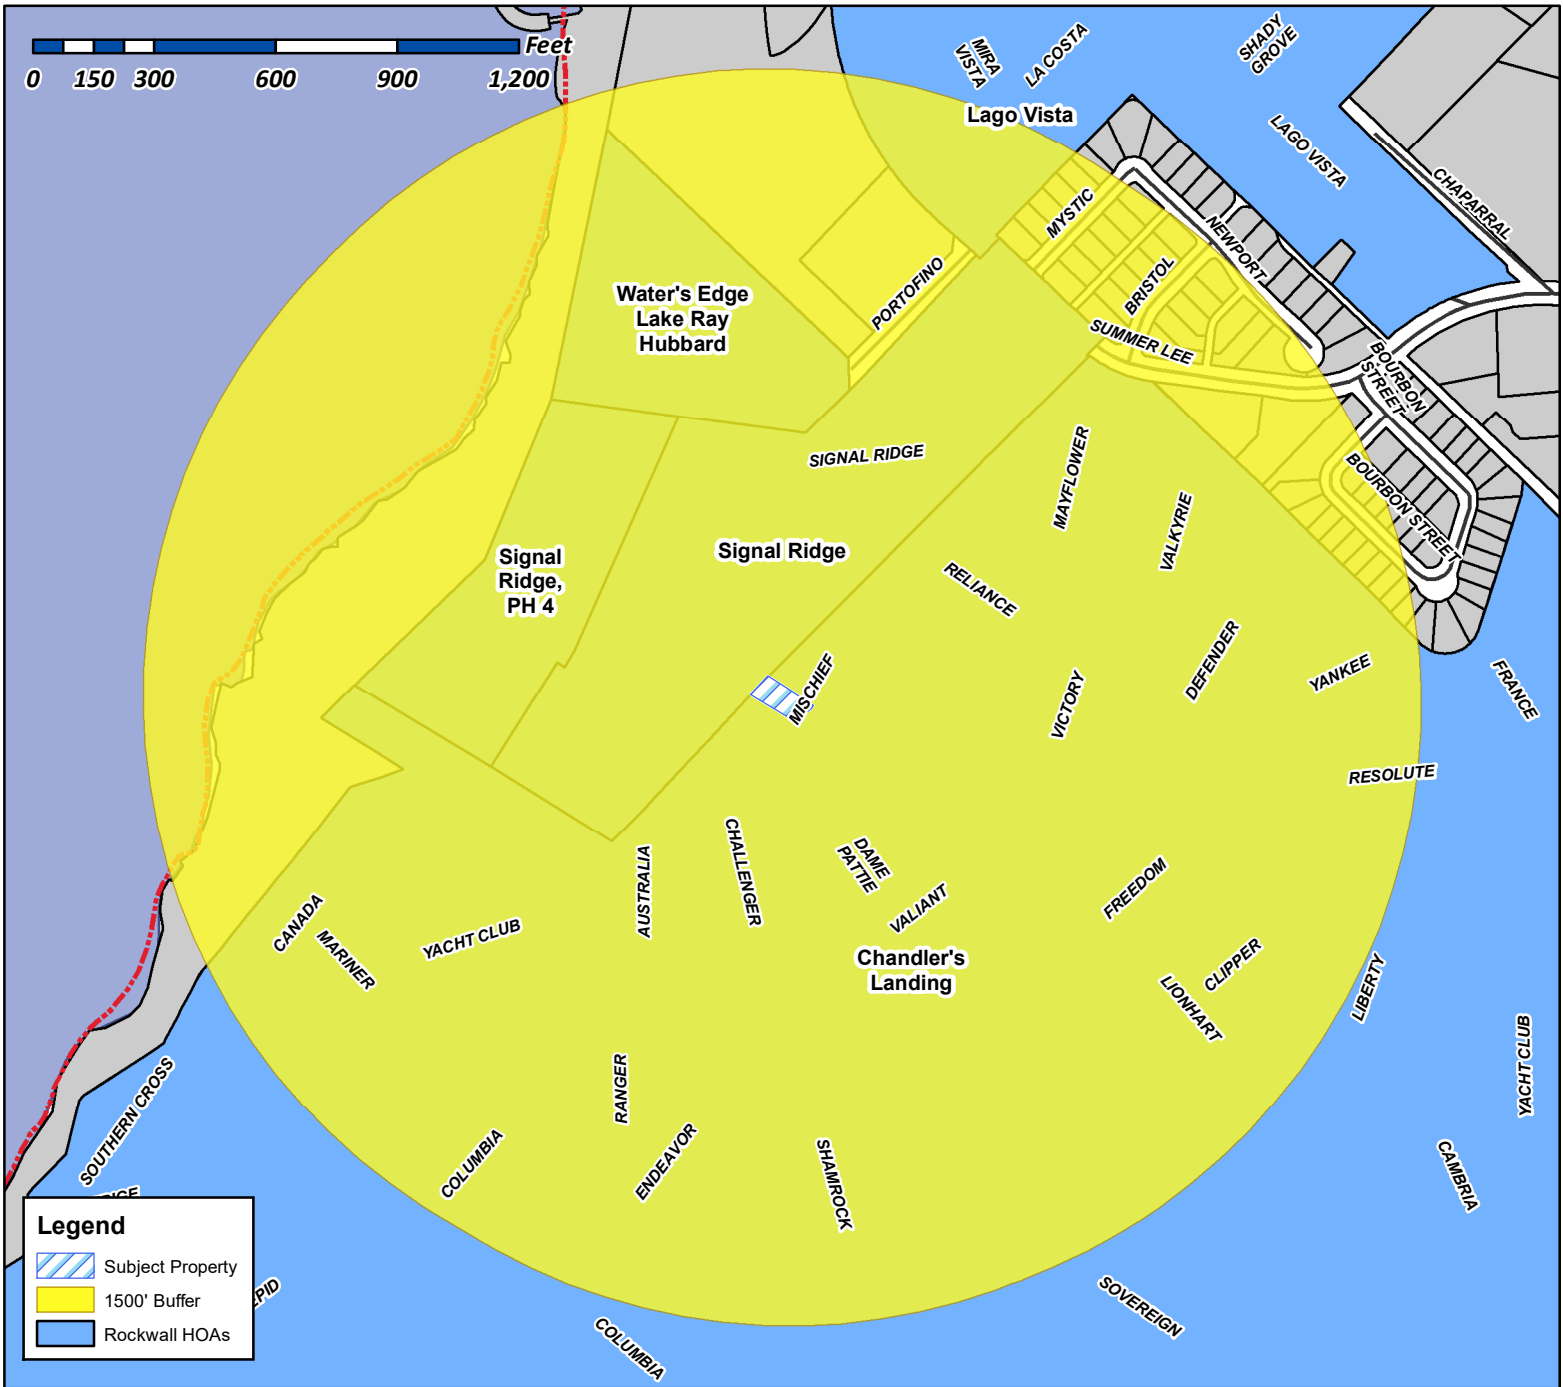 Feet
0 150 300 600 900 1,200
MIRA
VISTA
LA COSTA
SHADY
GROVE
Lago Vista
LAGO VISTA
CHAPARRAL
MYSTIC
NEWPORT
BRISTOL
PORTOFINO
SUMMER LEE
Water's Edge
Lake Ray
Hubbard
BOURBON
STREET
SIGNAL RIDGE
MAYFLOWER
VALKYRIE
BOURBON STREET
Signal
Ridge,
PH 4
Signal Ridge
RELIANCE
MISCHIEF
VICTORY
DEFENDER
YANKEE
FRANCE
RESOLUTE
CANADA
MARINER
YACHT CLUB
AUSTRALIA
CHALLENGER
DAME
PATTIE
VALIANT
FREEDOM
Chandler's
Landing
CLIPPER
LIONHART
LIBERTY
YACHT CLUB
SOUTHERN CROSS
RANGER
COLUMBIA
ENDEAVOR
SHAMROCK
CAMBRIA
SOVEREIGN
COLUMBIA
EPID
Legend
Subject Property
1500' Buffer
Rockwall HOAs